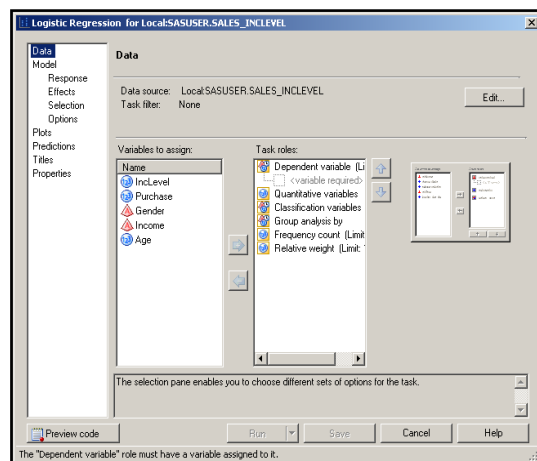 Logistic Regression for Local:SASUSER.SALES_INCLEVEL
Data
Model
Response
Effects
Selection
Options
Plots
Predictions
Titles
Properties
Data
Data source: Local:SASUSER.SALES_INCLEVEL
Task filter: None
Edit...
Variables to assign:
Name
IncLevel
Purchase
Gender
Income
Age
Task roles:
Dependent variable (Li
<variable required>
Quantitative variables
Classification variables
Group analysis by
Frequency count (Limit
Relative weight (Limit:
The selection pane enables you to choose different sets of options for the task.
Preview code
Run
Save
Cancel
Help
The "Dependent variable" role must have a variable assigned to it.